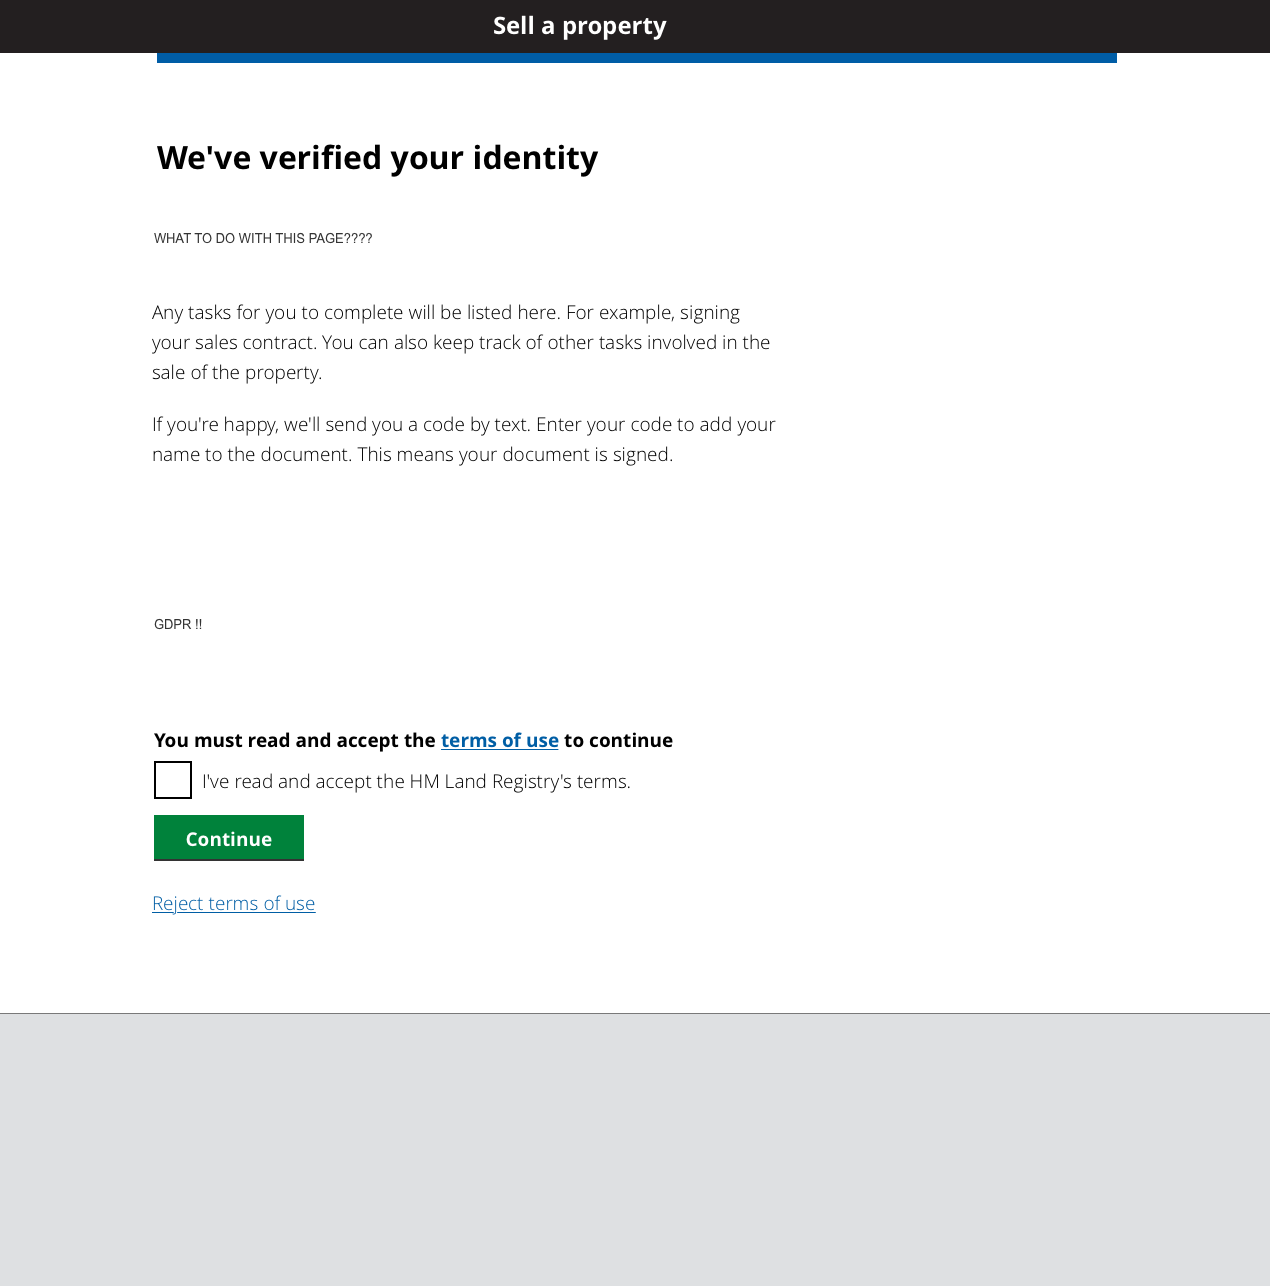 Sell a property
We've verified your identity
WHAT TO DO WITH THIS PAGE????
Any tasks for you to complete will be listed here. For example, signing
your sales contract. You can also keep track of other tasks involved in the
sale of the property.
If you're happy, we'll send you a code by text. Enter your code to add your
name to the document. This means your document is signed.
GDPR !!
You must read and accept the terms of use to continue
I've read and accept the HM Land Registry's terms.
Continue
Reject terms of use